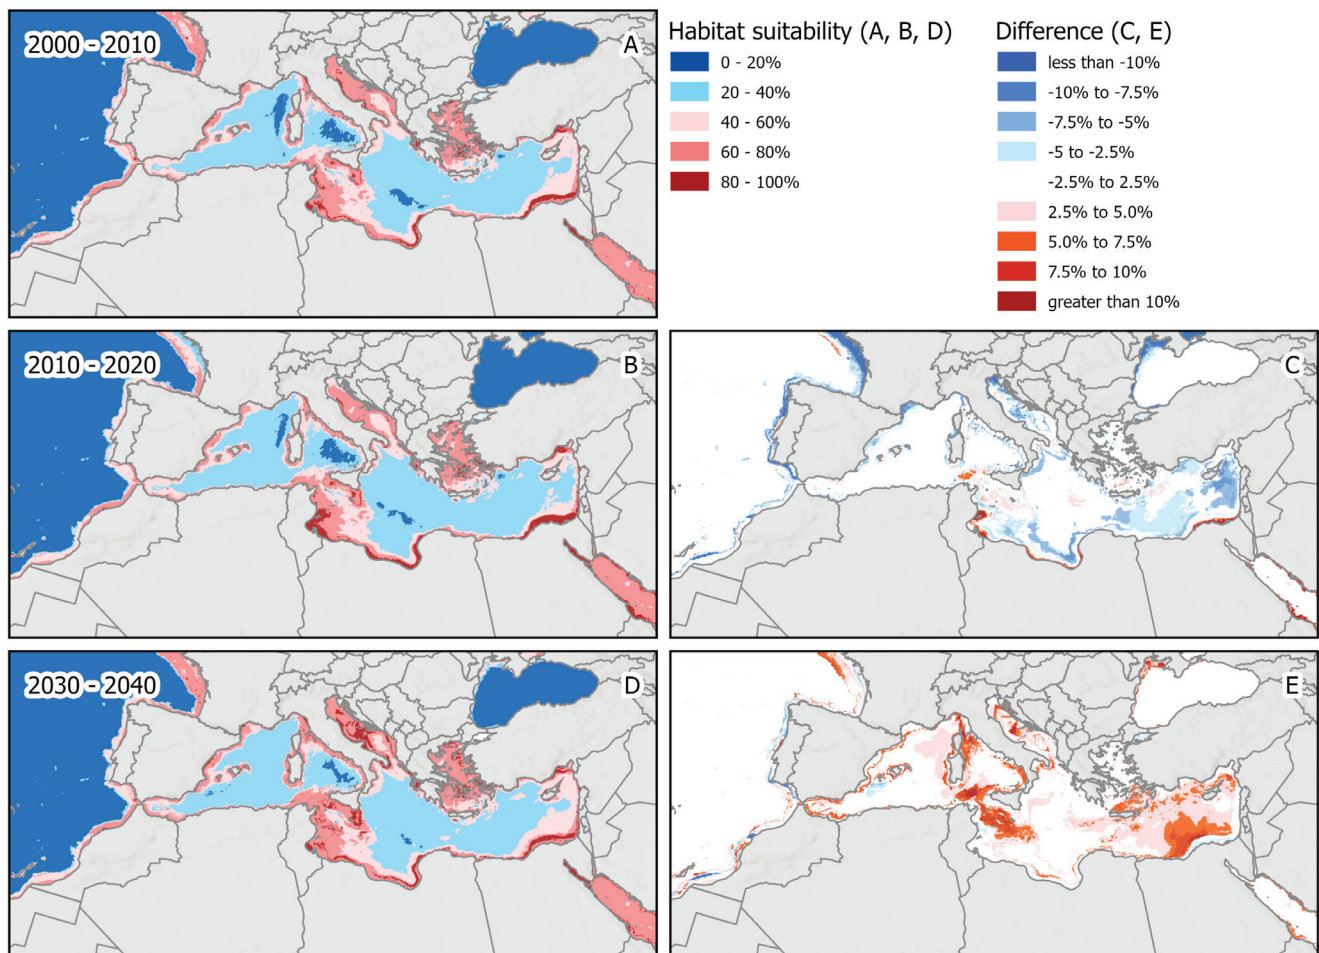 2000 - 2010
A
Habitat suitability (A, B, D)
0 - 20%
20 - 40%
40 - 60%
60 - 80%
80 - 100%
Difference (C, E)
less than -10%
-10% to -7.5%
-7.5% to -5%
-5 to -2.5%
-2.5% to 2.5%
2.5% to 5.0%
5.0% to 7.5%
7.5% to 10%
greater than 10%
2010 - 2020
B
C
2030 - 2040
D
E